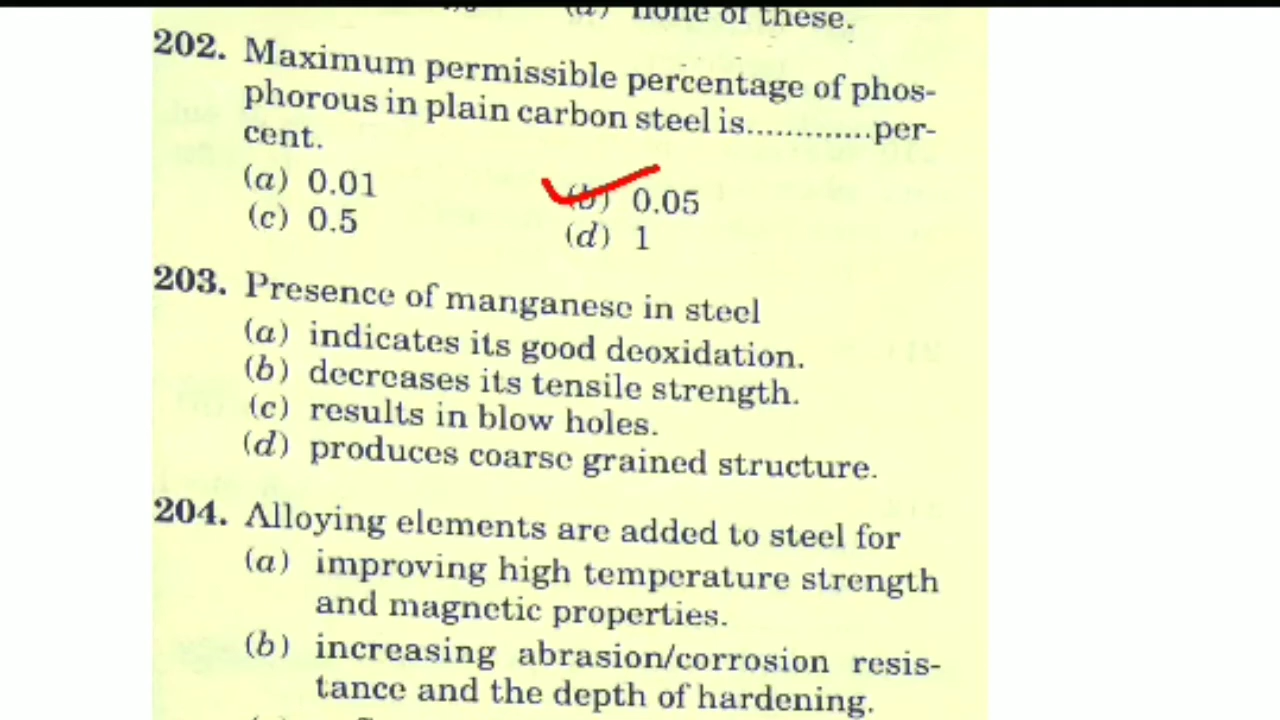 (d) none of these.
202. Maximum permissible percentage of phos-
phorous in plain carbon steel is.............per-
cent.
(a) 0.01 (b) 0.05
(c) 0.5 (d) 1
203. Presence of manganese in steel
(a) indicates its good deoxidation.
(b) decreases its tensile strength.
(c) results in blow holes.
(d) produces coarse grained structure.
204. Alloying elements are added to steel for
(a) improving high temperature strength
and magnetic properties.
(b) increasing abrasion/corrosion resis-
tance and the depth of hardening.